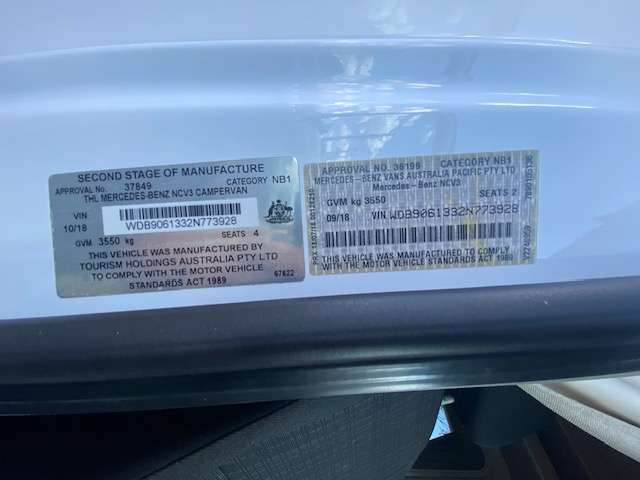 SECOND STAGE OF MANUFACTURE
APPROVAL No. 37849 CATEGORY NB1
THL MERCEDES-BENZ NCV3 CAMPERVAN
VIN
10/18 WDB9061332N773928
GVM 3550 kg SEATS 4
THIS VEHICLE WAS MANUFACTURED BY
TOURISM HOLDINGS AUSTRALIA PTY LTD
TO COMPLY WITH THE MOTOR VEHICLE
STANDARDS ACT 1989
67622
APPROVAL NO. 36199 CATEGORY NB1
MERCEDES-BENZ VANS AUSTRALIA PACIFIC PTY LTD
Mercedes-Benz NCV3
GVM kg 3550 SEATS 2
09/18 VIN WDB9061332N773928
THIS VEHICLE WAS MANUFACTURED TO
COMPLY WITH THE MOTOR VEHICLE
STANDARDS ACT 1989